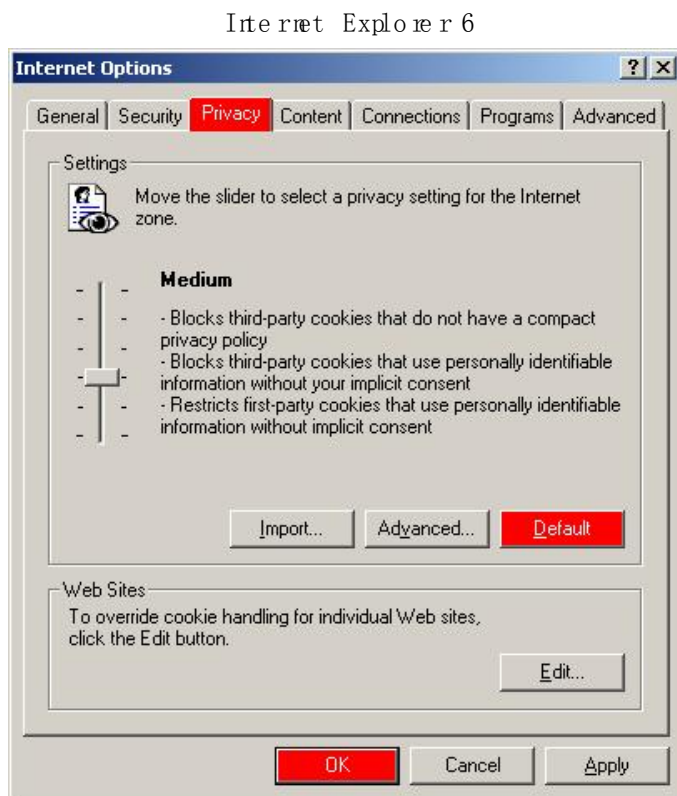 Internet Explorer 6
Internet Options
? X
General Security Privacy Content Connections Programs Advanced
Settings
Move the slider to select a privacy setting for the Internet
zone.
Medium
- Blocks third-party cookies that do not have a compact
privacy policy
- Blocks third-party cookies that use personally identifiable
information without your implicit consent
- Restricts first-party cookies that use personally identifiable
information without implicit consent
Import... Advanced... Default
Web Sites
To override cookie handling for individual Web sites,
click the Edit button.
Edit...
OK Cancel Apply